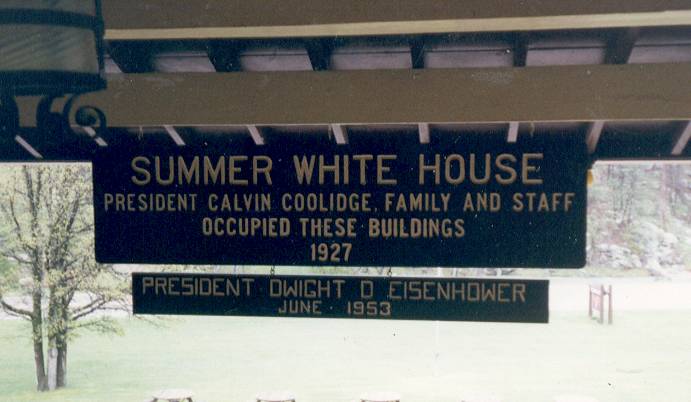 SUMMER WHITE HOUSE
PRESIDENT CALVIN COOLIDGE, FAMILY AND STAFF
OCCUPIED THESE BUILDINGS
1927
PRESIDENT DWIGHT D EISENHOWER
JUNE 1953